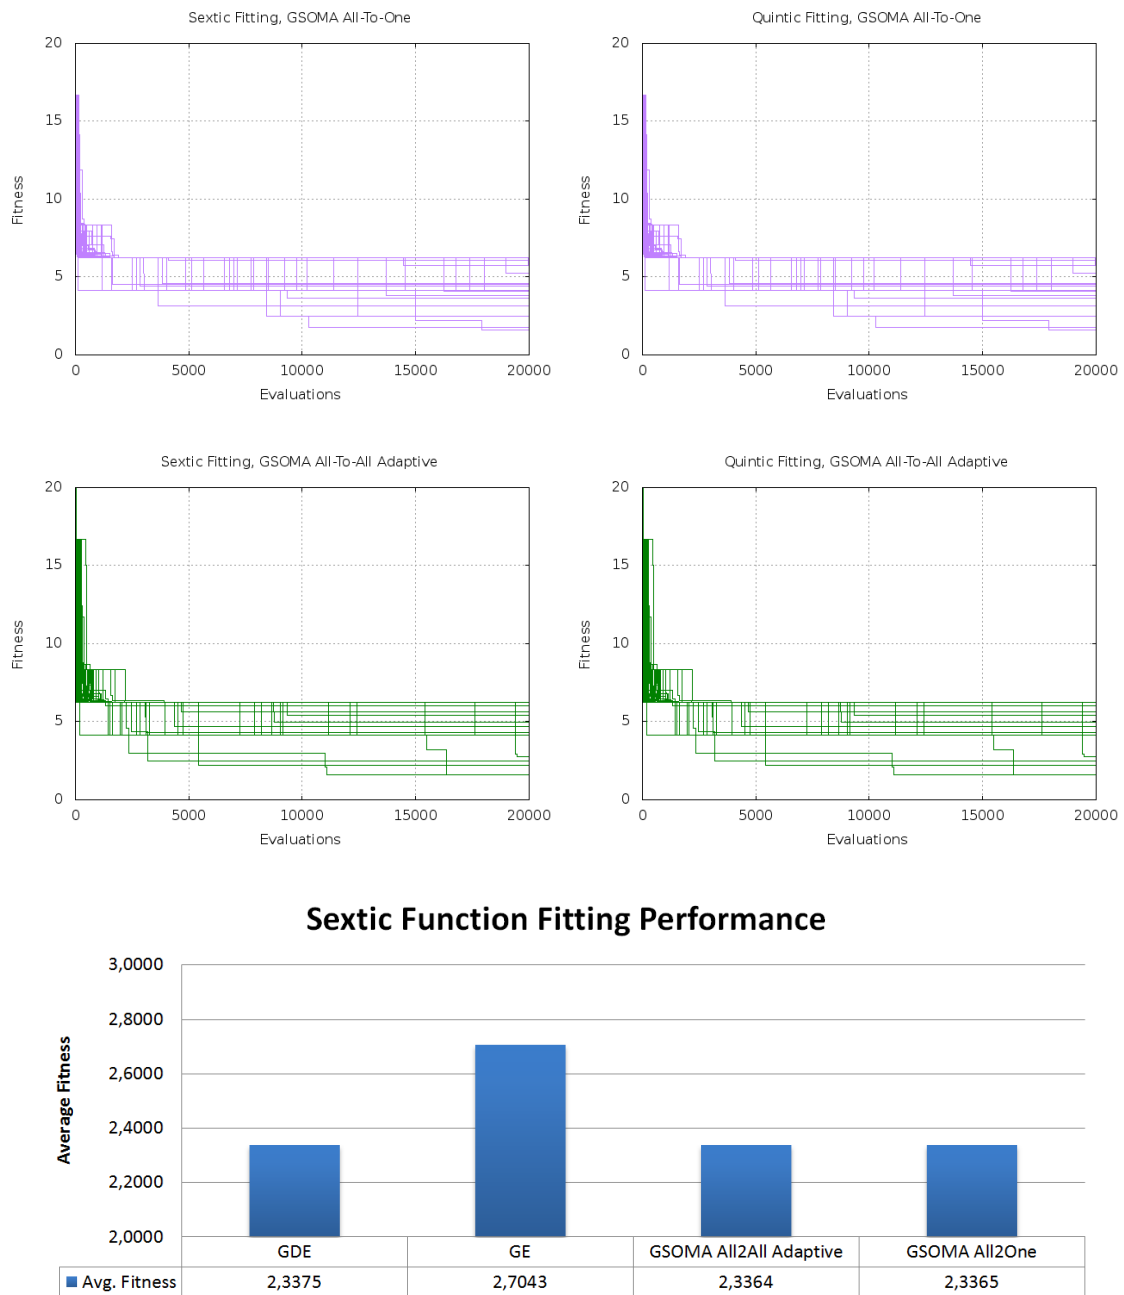 Sextic Fitting, GSOMA All-To-One
20
15
10
5
0
Fitness
0 5000 10000 15000 20000
Evaluations
Quintic Fitting, GSOMA All-To-One
20
15
10
5
0
Fitness
0 5000 10000 15000 20000
Evaluations
Sextic Fitting, GSOMA All-To-All Adaptive
20
15
10
5
0
Fitness
0 5000 10000 15000 20000
Evaluations
Quintic Fitting, GSOMA All-To-All Adaptive
20
15
10
5
0
Fitness
0 5000 10000 15000 20000
Evaluations
Sextic Function Fitting Performance
3,0000
2,8000
2,6000
2,4000
2,2000
2,0000
Average Fitness
GDE GE GSOMA All2All Adaptive GSOMA All2One
Avg. Fitness 2,3375 2,7043 2,3364 2,3365